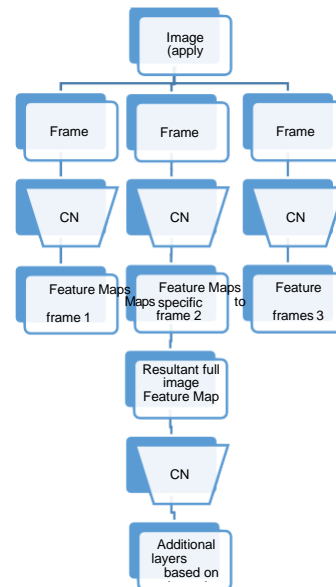 Image
(apply
Frame
Frame
Frame
CN
CN
CN
Feature Maps
Maps
frame 1
Feature Maps to
specific
frame 2
Feature
frames 3
Resultant full
image
Feature Map
CN
Additional
layers
based on